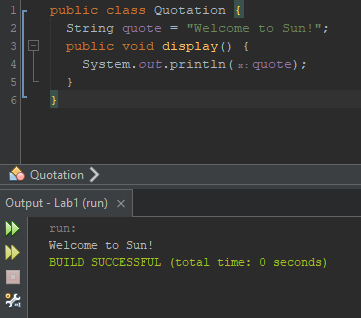 1 public class Quotation {
2 String quote = "Welcome to Sun!";
3 public void display() {
4 System.out.println(x: quote);
5 }
6 }
Quotation
Output - Lab1 (run) ×
run:
Welcome to Sun!
BUILD SUCCESSFUL (total time: 0 seconds)